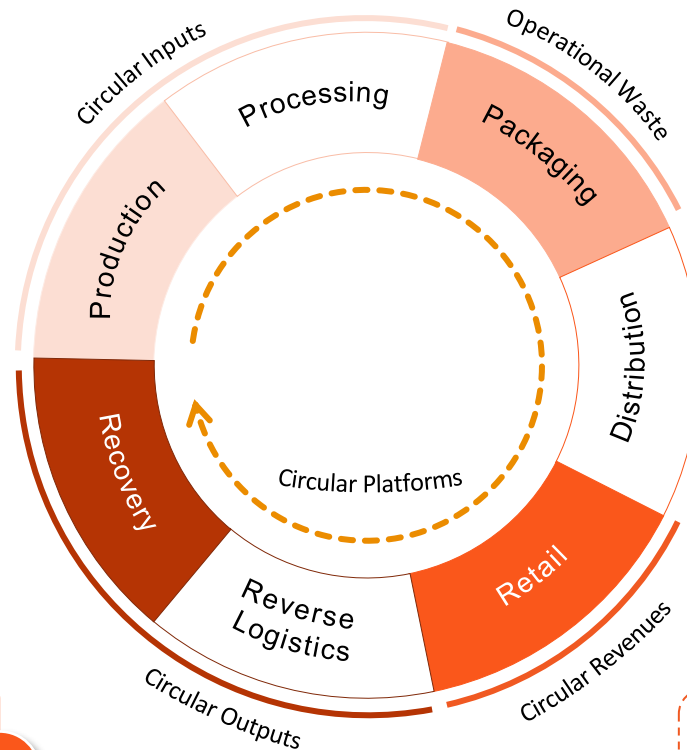 Circular Inputs
Operational Waste
Processing
Packaging
Production
Distribution
Recovery
Circular Platforms
Retail
Reverse
Logistics
Circular Revenues
Circular Outputs